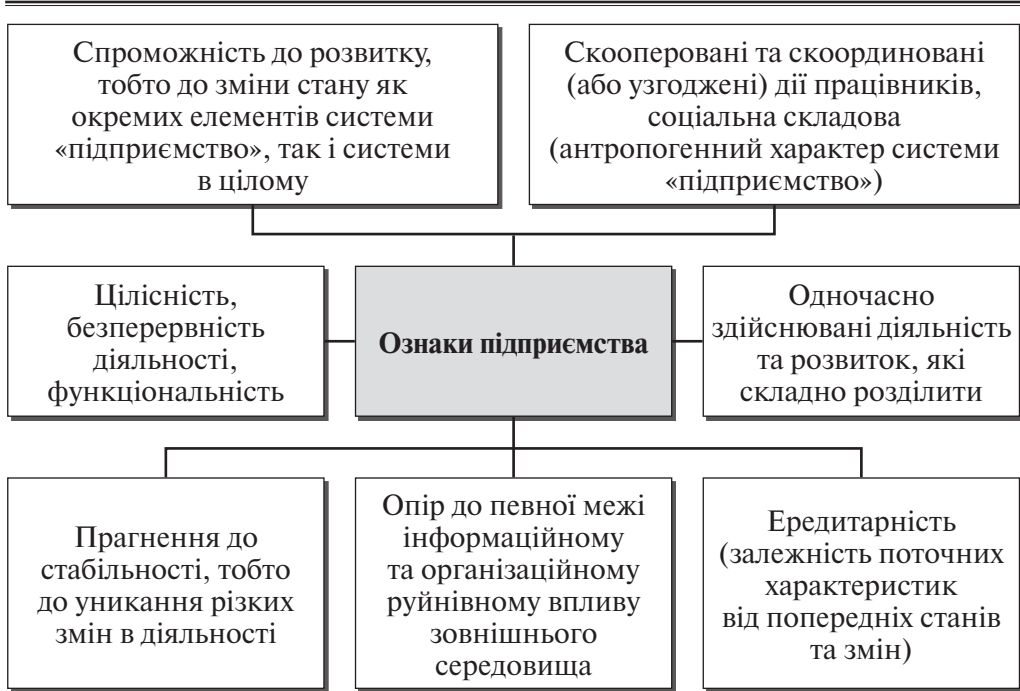 Спроможність до розвитку,
тобто до зміни стану як
окремих елементів системи
«підприємство», так і системи
в цілому
Скооперовані та скоординовані
(або узгоджені) дії працівників,
соціальна складова
(антропогенний характер системи
«підприємство»)
Цілісність,
безперервність
діяльності,
функціональність
Ознаки підприємства
Одночасно
здійснювані діяльність
та розвиток, які
складно розділити
Прагнення до
стабільності, тобто
до уникання різких
змін в діяльності
Опір до певної межі
інформаційному
та організаційному
руйнівному впливу
зовнішнього
середовища
Ередитарність
(залежність поточних
характеристик
від попередніх станів
та змін)